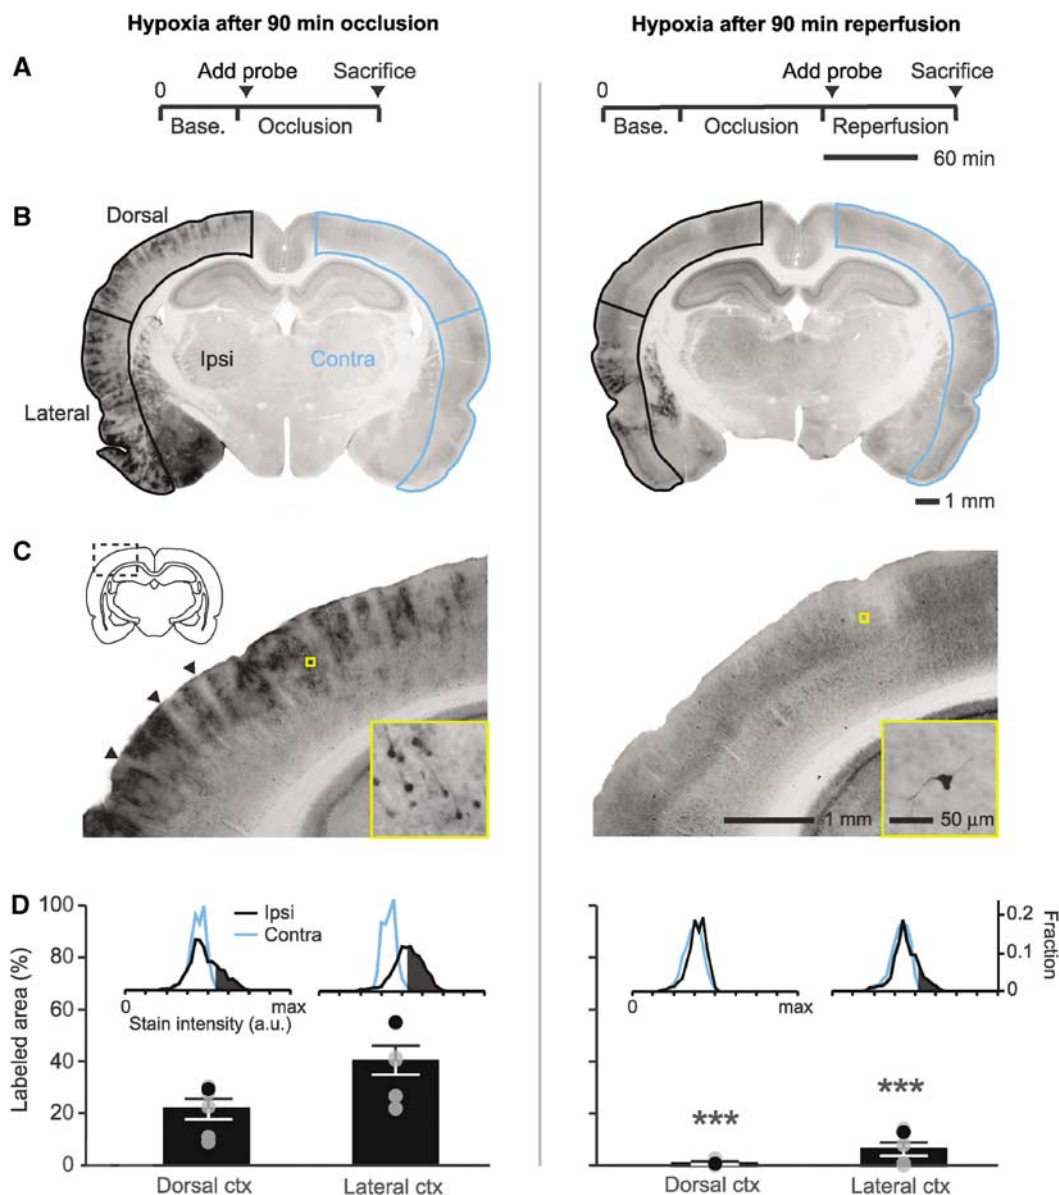 Hypoxia after 90 min occlusion
Hypoxia after 90 min reperfusion
A
0
Add probe
Sacrifice
Base.
Occlusion
0
Add probe
Sacrifice
Base.
Occlusion
Reperfusion
60 min
B
Dorsal
Ipsi
Contra
Lateral
1 mm
C
1 mm
50 µm
D
Labeled area (%)
100
80
60
40
20
0
Ipsi
Contra
0
max
Stain intensity (a.u.)
Dorsal ctx
Lateral ctx
0
max
0.2
0.1
0
Fraction
***
***
Dorsal ctx
Lateral ctx